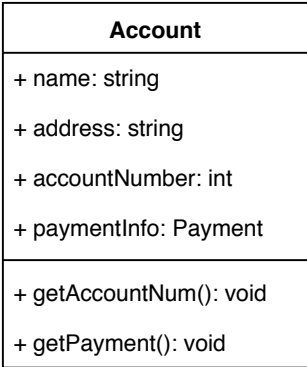 Account
+ name: string
+ address: string
+ accountNumber: int
+ paymentInfo: Payment
+ getAccountNum(): void
+ getPayment(): void